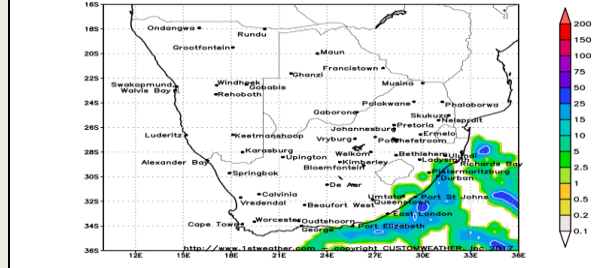 16S
18S
20S
22S
24S
26S
28S
30S
32S
34S
36S
12E 15E 18E 21E 24E 27E 30E 33E 36E
Ondangwa
Rundu
Grootfontein
Maun
Francistown
Ghanzi
Windhoek
Gobabis
Musina
Swakopmund
Walvis Bay
Rehoboth
Polokwane
Phalaborwa
Gaborone
Skukuza
Nelspruit
Johannesburg
Pretoria
Ermelo
Luderitz
Keetmanshoop
Vryburg
Potchefstroom
Karasburg
Welkom
Bethlehem
Ulundi
Alexander Bay
Upington
Kimberley
Ladysmith
Richards Bay
Bloemfontein
Springbok
Pietermaritzburg
Durban
De Aar
Calvinia
Umtata
Port St Johns
Vredendal
Beaufort West
Queenstown
East London
Cape Town
Worcester
Oudtshoorn
George
Port Elizabeth
http://www.1stweather.com - copyright CUSTOMWEATHER, Inc. 2017
200
150
100
75
50
25
15
10
5
2.5
1
0.5
0.2
0.1